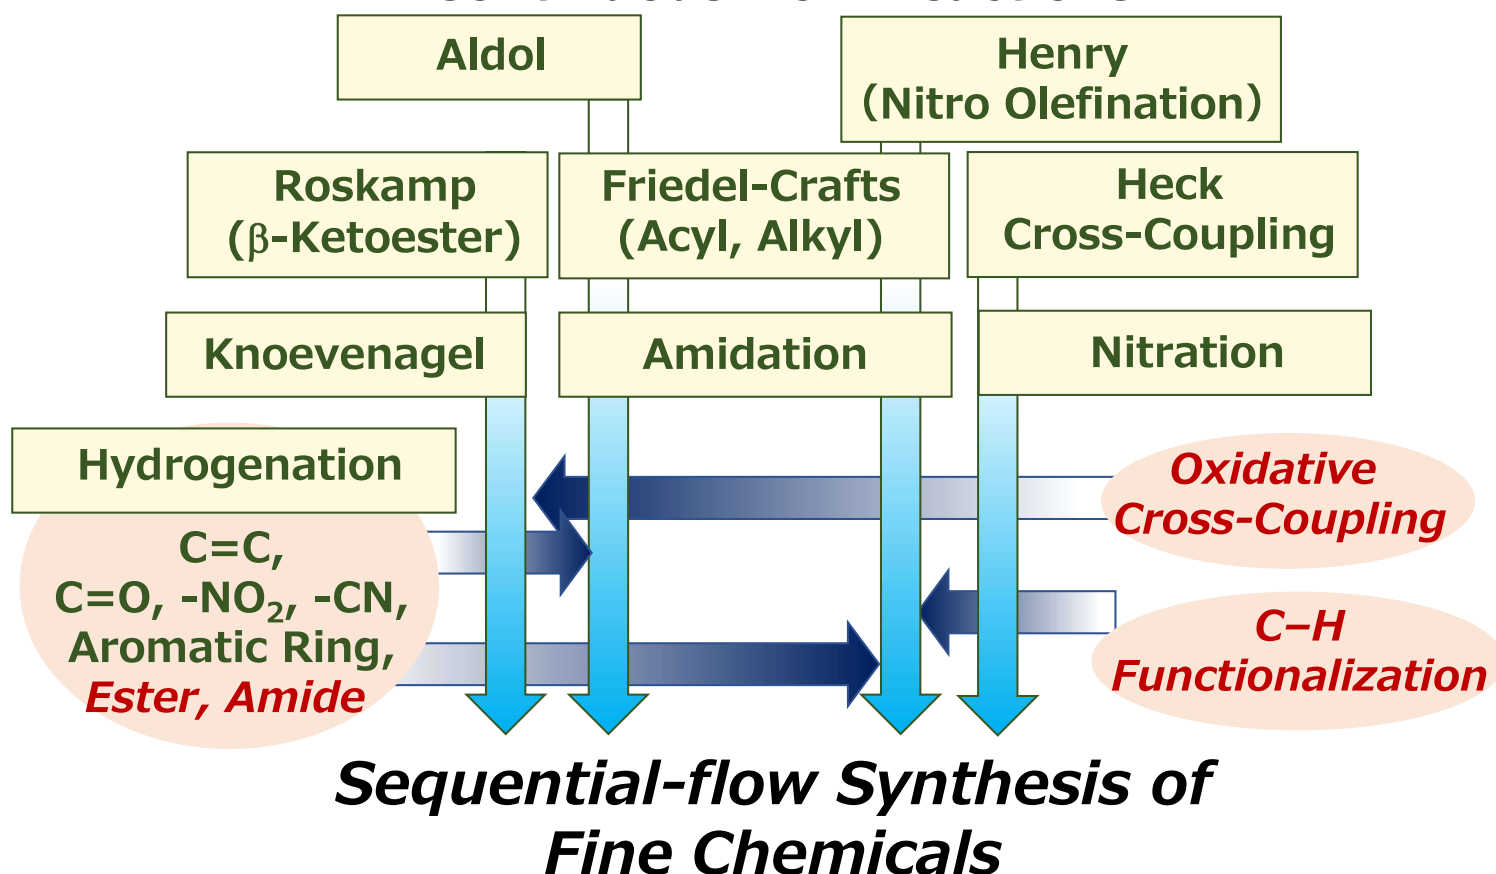 Aldol
Henry
(Nitro Olefination)
Roskamp
(β-Ketoester)
Friedel-Crafts
(Acyl, Alkyl)
Heck
Cross-Coupling
Knoevenagel
Amidation
Nitration
Hydrogenation
C=C,
C=O, -NO₂, -CN,
Aromatic Ring,
Ester, Amide
Oxidative
Cross-Coupling
C–H
Functionalization
Sequential-flow Synthesis of
Fine Chemicals